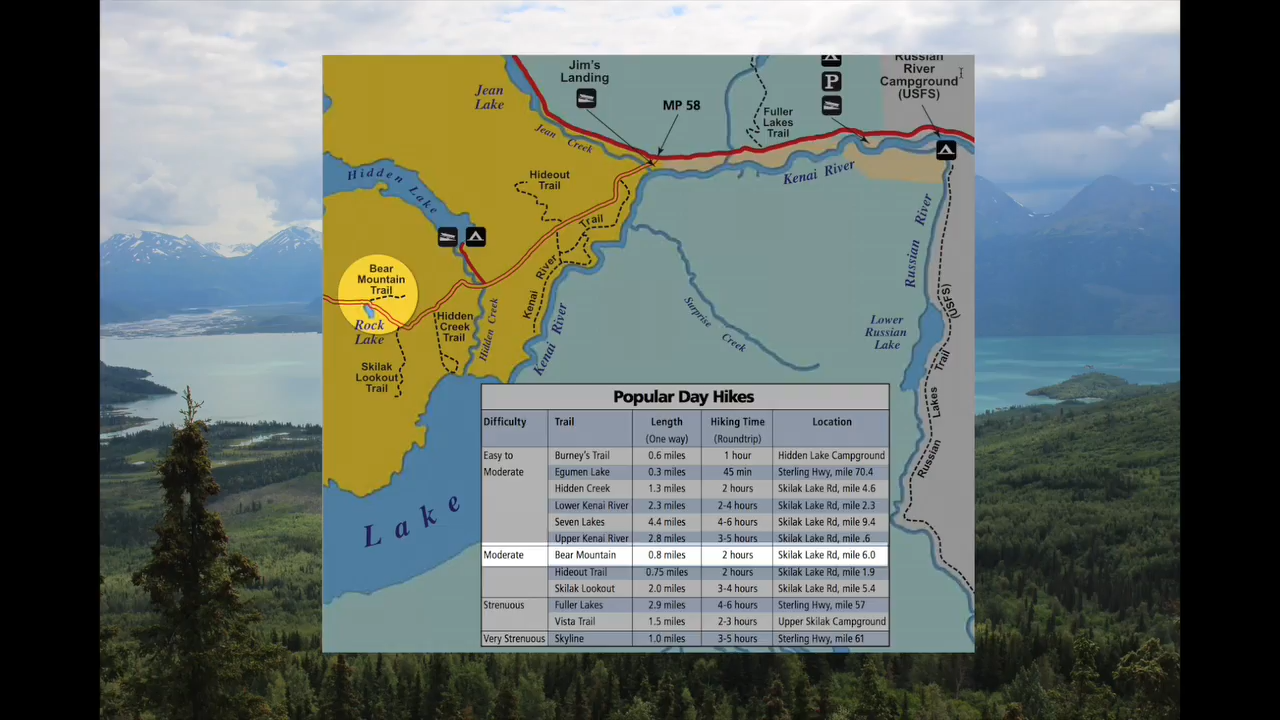 Russian
River
Campground
(USFS)
Jim's
Landing
Jean
Lake
MP 58
Fuller
Lakes
Trail
P
Jean Creek
Kenai River
Hidden Lake
Hideout
Trail
Kenai River Trail
Russian River
Bear
Mountain
Trail
Rock
Lake
Hidden
Creek
Trail
Hidden Creek
Kenai River
Surprise Creek
Lower
Russian
Lake
Skilak
Lookout
Trail
Russian Lakes Trail (USFS)
Lake
Popular Day Hikes
Difficulty Trail Length (One way) Hiking Time (Roundtrip) Location
Easy to Burney's Trail 0.6 miles 1 hour Hidden Lake Campground
Moderate Egumen Lake 0.3 miles 45 min Sterling Hwy, mile 70.4
Hidden Creek 1.3 miles 2 hours Skilak Lake Rd, mile 4.6
Lower Kenai River 2.3 miles 2-4 hours Skilak Lake Rd, mile 2.3
Seven Lakes 4.4 miles 4-6 hours Skilak Lake Rd, mile 9.4
Upper Kenai River 2.8 miles 3-5 hours Skilak Lake Rd, mile .6
Moderate Bear Mountain 0.8 miles 2 hours Skilak Lake Rd, mile 6.0
Hideout Trail 0.75 miles 2 hours Skilak Lake Rd, mile 1.9
Skilak Lookout 2.0 miles 3-4 hours Skilak Lake Rd, mile 5.4
Strenuous Fuller Lakes 2.9 miles 4-6 hours Sterling Hwy, mile 57
Vista Trail 1.5 miles 2-3 hours Upper Skilak Campground
Very Strenuous Skyline 1.0 miles 3-5 hours Sterling Hwy, mile 61